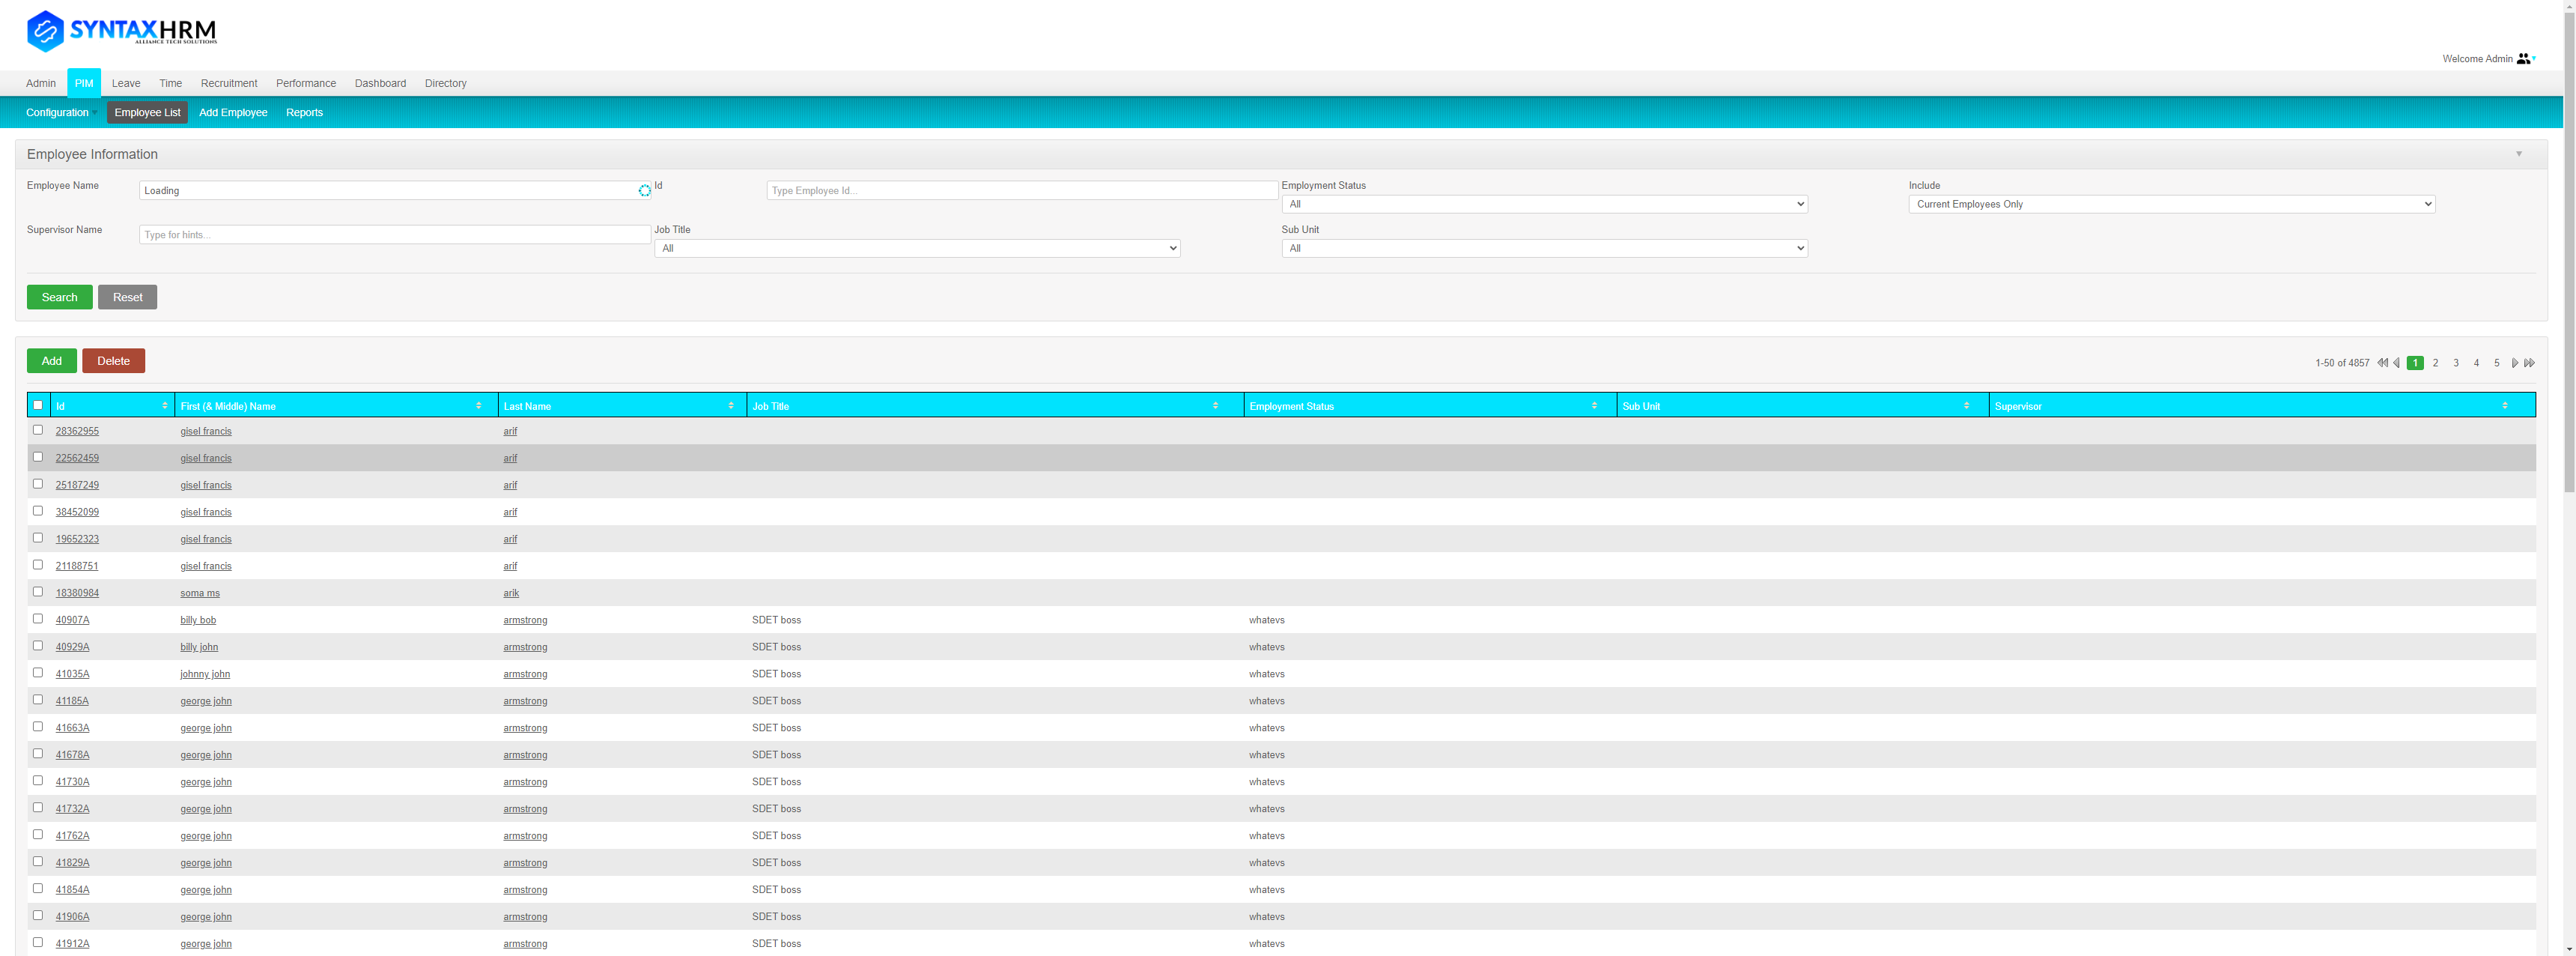 SYNTAXHRM
ALLIANCE TECH SOLUTIONS
Welcome Admin
Admin PIM Leave Time Recruitment Performance Dashboard Directory
Configuration Employee List Add Employee Reports
Employee Information
Employee Name Loading Id Type Employee Id... Employment Status All Include Current Employees Only
Supervisor Name Type for hints... Job Title All Sub Unit All
Search Reset
Add Delete 1-50 of 4857 1 2 3 4 5
Id First (& Middle) Name Last Name Job Title Employment Status Sub Unit Supervisor
28362955 gisel francis arif
22562459 gisel francis arif
25187249 gisel francis arif
38452099 gisel francis arif
19652323 gisel francis arif
21188751 gisel francis arif
18380984 soma ms arik
40907A billy bob armstrong SDET boss whatevs
40929A billy john armstrong SDET boss whatevs
41035A johnny john armstrong SDET boss whatevs
41185A george john armstrong SDET boss whatevs
41663A george john armstrong SDET boss whatevs
41678A george john armstrong SDET boss whatevs
41730A george john armstrong SDET boss whatevs
41732A george john armstrong SDET boss whatevs
41762A george john armstrong SDET boss whatevs
41829A george john armstrong SDET boss whatevs
41854A george john armstrong SDET boss whatevs
41906A george john armstrong SDET boss whatevs
41912A george john armstrong SDET boss whatevs